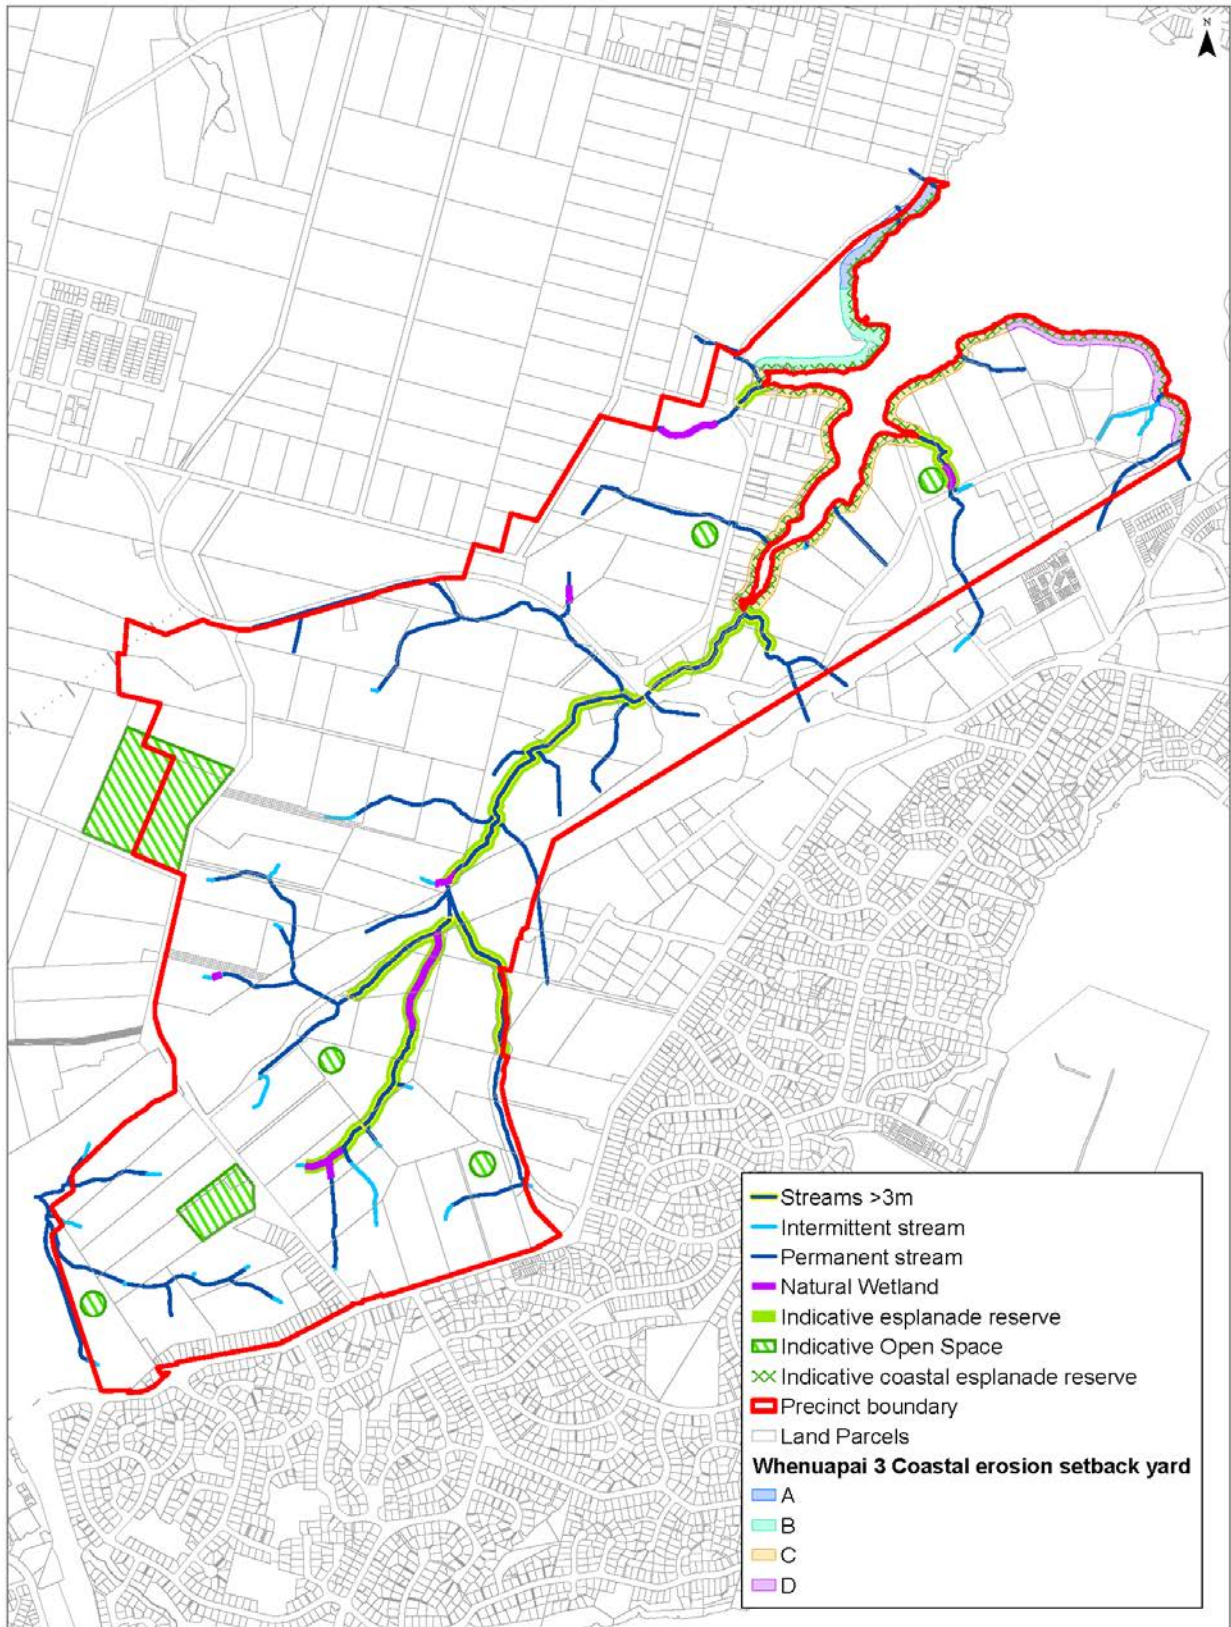 N
Streams >3m
Intermittent stream
Permanent stream
Natural Wetland
Indicative esplanade reserve
Indicative Open Space
Indicative coastal esplanade reserve
Precinct boundary
Land Parcels
Whenuapai 3 Coastal erosion setback yard
A
B
C
D